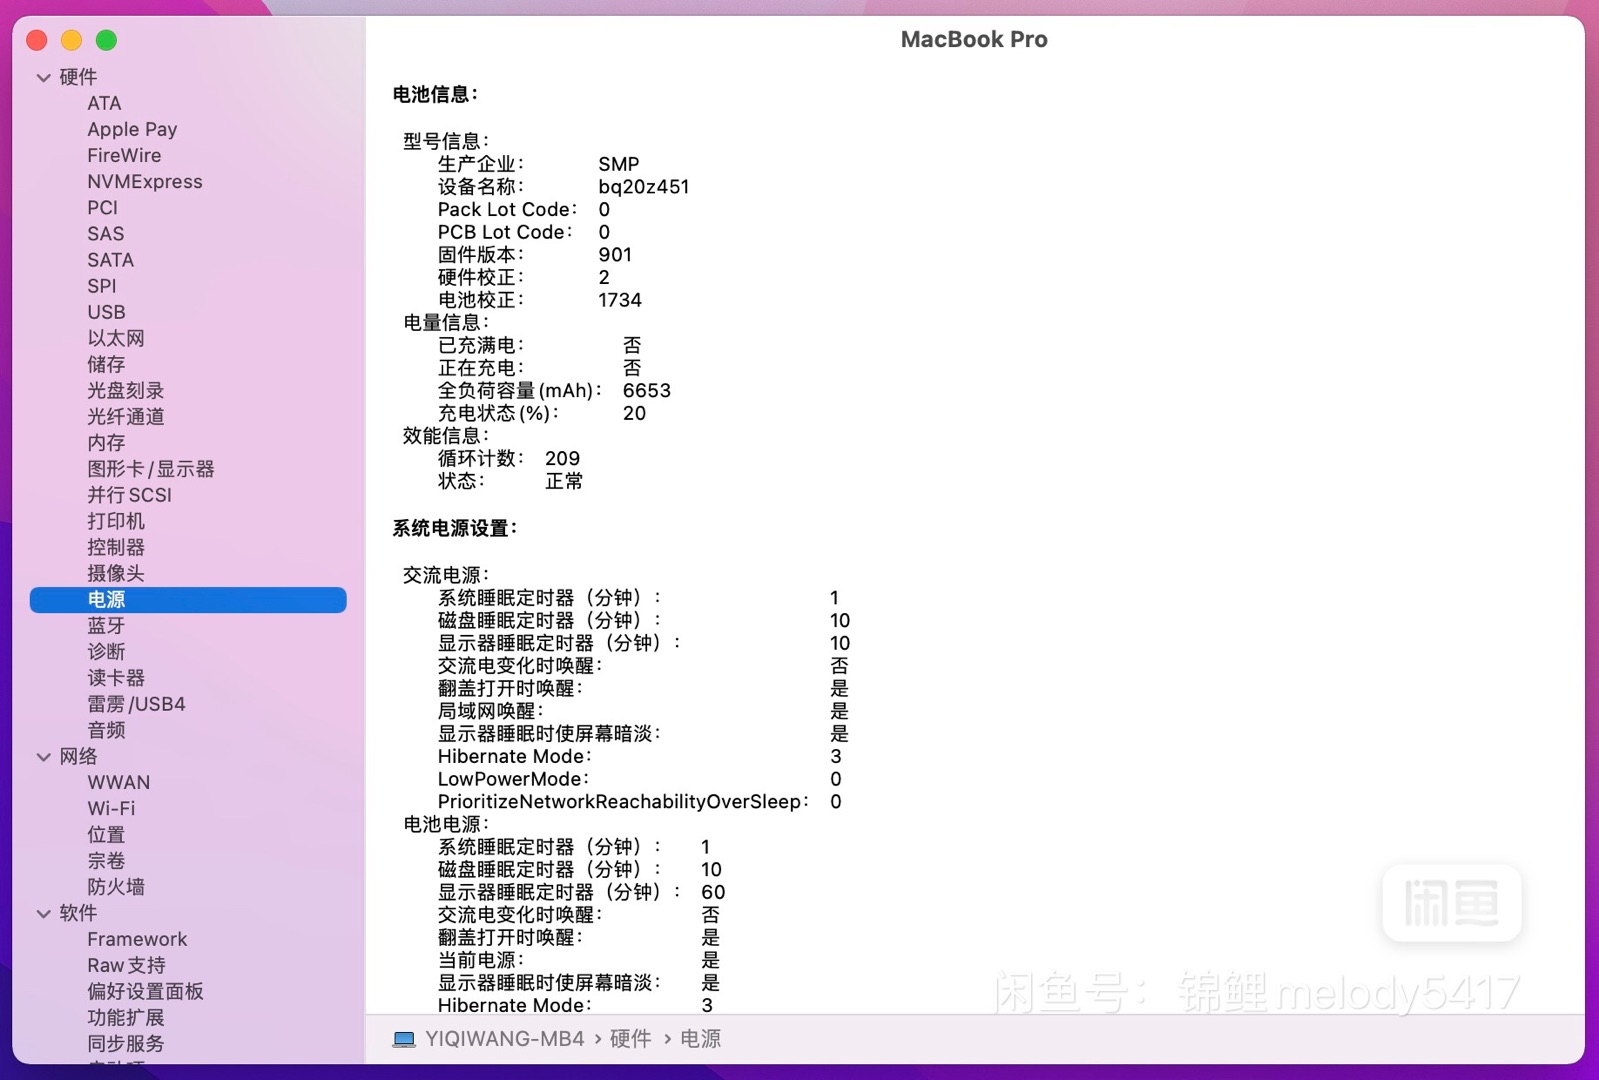 MacBook Pro
硬件
ATA
Apple Pay
FireWire
NVMExpress
PCI
SAS
SATA
SPI
USB
以太网
储存
光盘刻录
光纤通道
内存
图形卡/显示器
并行 SCSI
打印机
控制器
摄像头
电源
蓝牙
诊断
读卡器
雷雳/USB4
音频
网络
WWAN
Wi-Fi
位置
宗卷
防火墙
软件
Framework
Raw 支持
偏好设置面板
功能扩展
同步服务
电池信息：
型号信息：
生产企业： SMP
设备名称： bq20z451
Pack Lot Code： 0
PCB Lot Code： 0
固件版本： 901
硬件校正： 2
电池校正： 1734
电量信息：
已充满电： 否
正在充电： 否
全负荷容量 (mAh)： 6653
充电状态 (%)： 20
效能信息：
循环计数： 209
状态： 正常
系统电源设置：
交流电源：
系统睡眠定时器（分钟）： 1
磁盘睡眠定时器（分钟）： 10
显示器睡眠定时器（分钟）： 10
交流电变化时唤醒： 否
翻盖打开时唤醒： 是
局域网唤醒： 是
显示器睡眠时使屏幕暗淡： 是
Hibernate Mode： 3
LowPowerMode： 0
PrioritizeNetworkReachabilityOverSleep： 0
电池电源：
系统睡眠定时器（分钟）： 1
磁盘睡眠定时器（分钟）： 10
显示器睡眠定时器（分钟）： 60
交流电变化时唤醒： 否
翻盖打开时唤醒： 是
当前电源： 是
显示器睡眠时使屏幕暗淡： 是
Hibernate Mode： 3
YIQIWANG-MB4 › 硬件 › 电源
闲鱼
闲鱼号：锦鲤melody5417